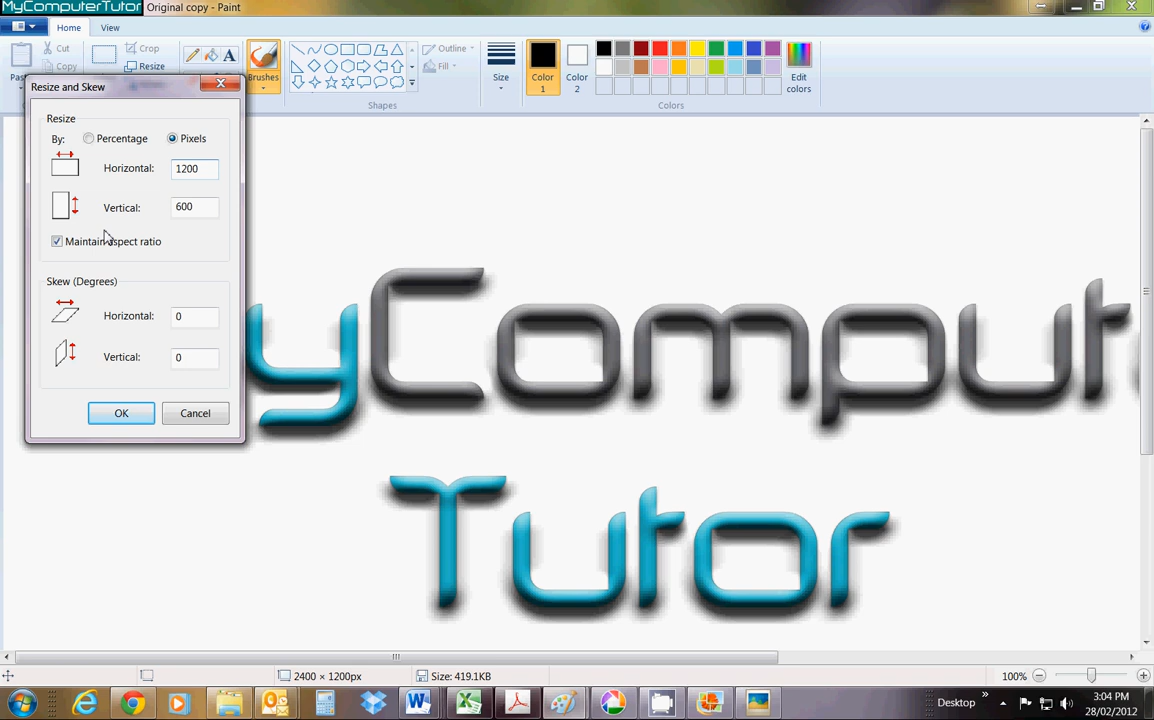 MyComputerTutor Original copy - Paint
Home View
Paste Cut Copy
Crop
Resize
Brushes
Shapes
Outline
Fill
Size
Color 1
Color 2
Edit colors
Colors
Resize and Skew
Resize
By: Percentage Pixels
Horizontal: 1200
Vertical: 600
Maintain aspect ratio
Skew (Degrees)
Horizontal: 0
Vertical: 0
OK Cancel
yComput
Tutor
2400 × 1200px Size: 419.1KB 100%
Desktop 3:04 PM
28/02/2012